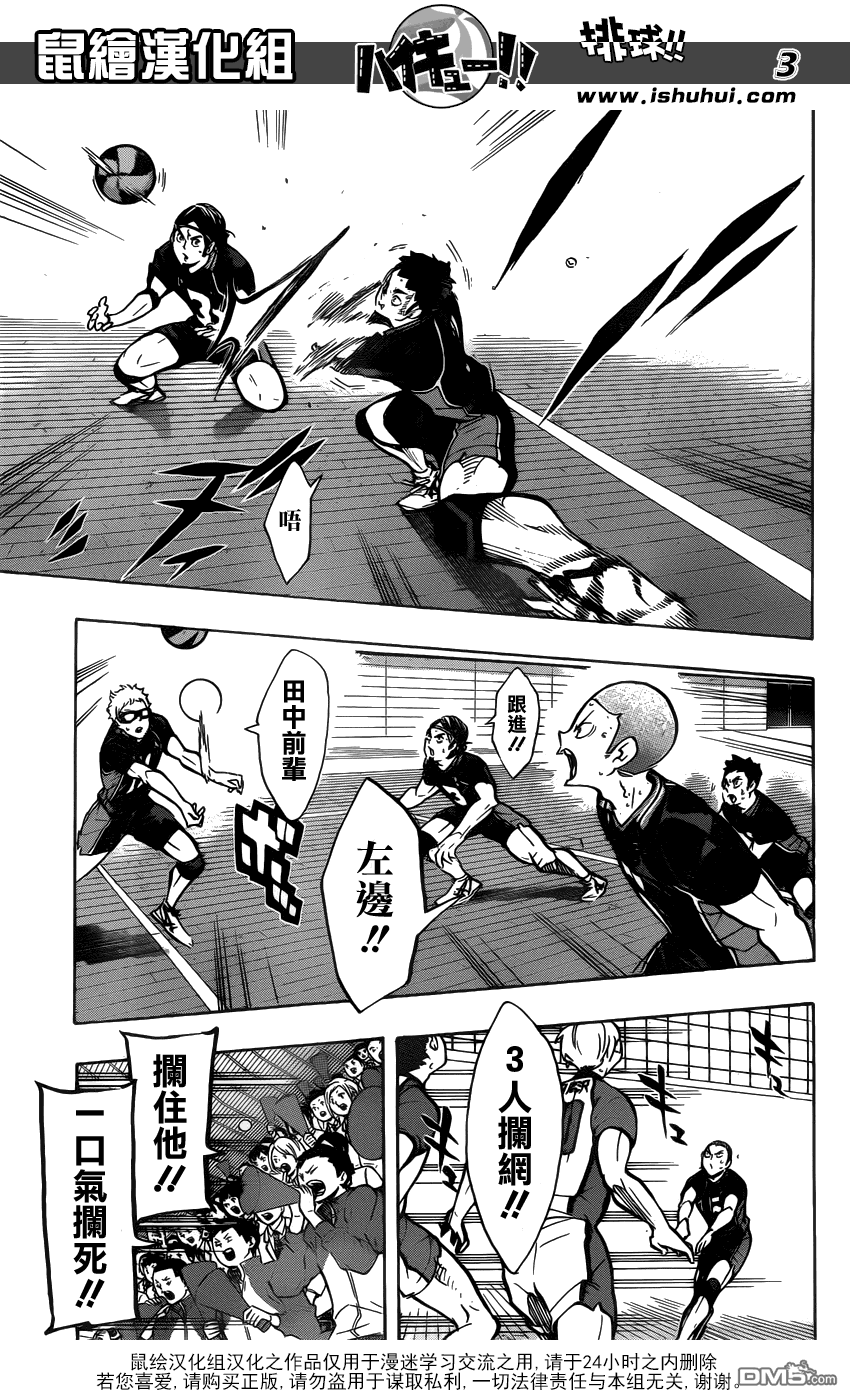 鼠繪漢化組
ハイキュー!!
排球!!
3
www.ishuhui.com
唔
ダッ
跟進!!
田中前輩
左邊!!
3人攔網!!
攔住他!!
一口氣攔死!!
鼠绘汉化组汉化之作品仅用于漫迷学习交流之用,请于24小时之内删除
若您喜爱,请购买正版,请勿盗用于谋取私利,一切法律责任与本组无关,谢谢。
DM5.com